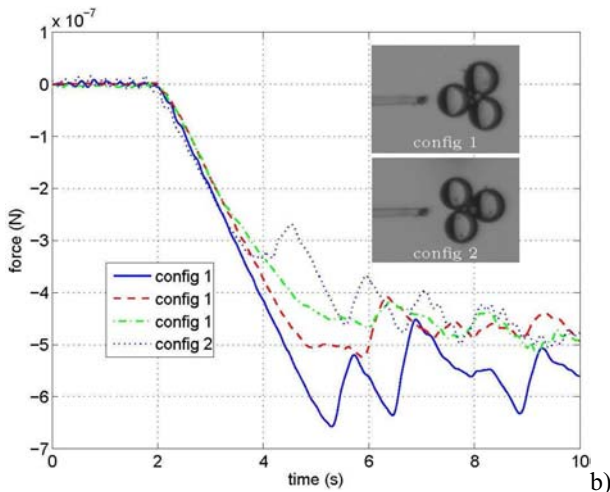 × 10⁻⁷
1
0
−1
−2
−3
−4
−5
−6
−7
force (N)
0
2
4
6
8
10
time (s)
config 1
config 1
config 1
config 2
config 1
config 2
b)